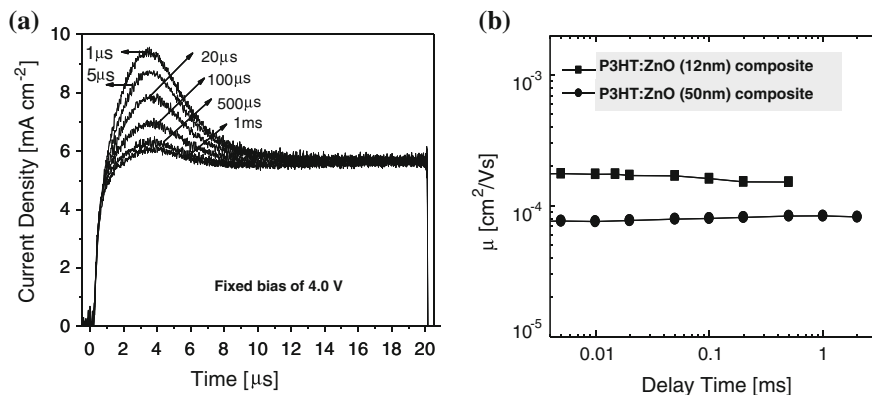 (a)
10
8
6
4
2
0
Current Density [mA cm⁻²]
1μs
5μs
20μs
100μs
500μs
1ms
Fixed bias of 4.0 V
0 2 4 6 8 10 12 14 16 18 20
Time [μs]
(b)
10⁻³
10⁻⁴
10⁻⁵
μ [cm²/Vs]
P3HT:ZnO (12nm) composite
P3HT:ZnO (50nm) composite
0.01 0.1 1
Delay Time [ms]